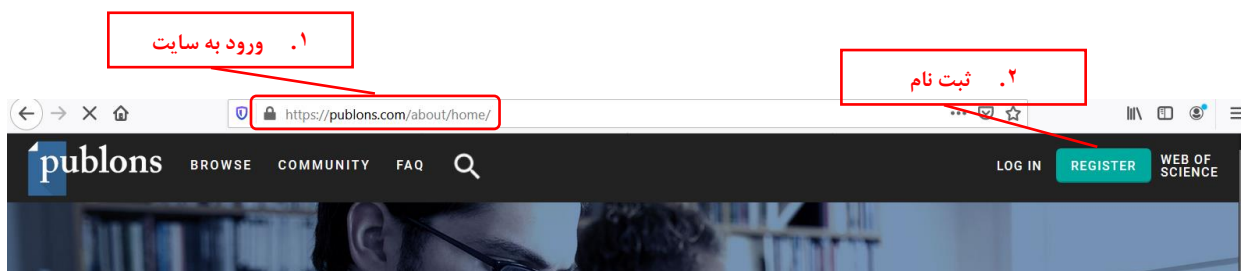 ۱. ورود به سایت
۲. ثبت نام
https://publons.com/about/home/
publons BROWSE COMMUNITY FAQ LOG IN REGISTER WEB OF
SCIENCE